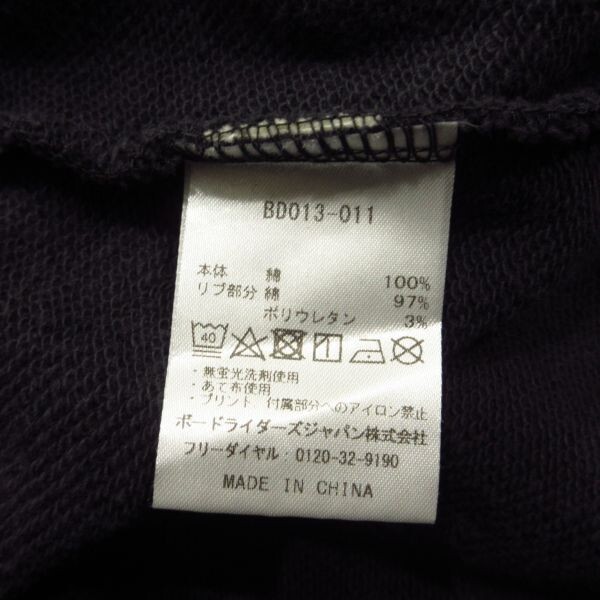 BD013-011
本体 綿 100%
リブ部分 綿 97%
ポリウレタン 3%
40
・無蛍光洗剤使用
・あて布使用
・プリント 付属部分へのアイロン禁止
ボードライダーズジャパン株式会社
フリーダイヤル:0120-32-9190
MADE IN CHINA